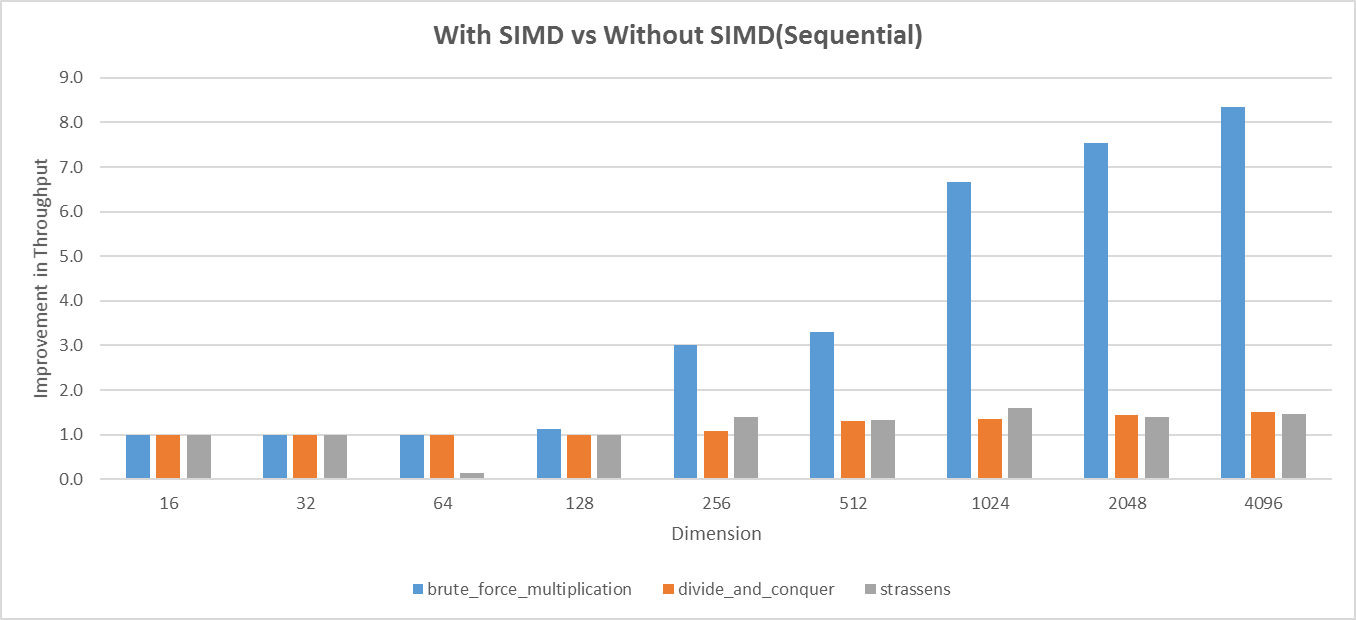 With SIMD vs Without SIMD(Sequential)
Improvement in Throughput
9.0
8.0
7.0
6.0
5.0
4.0
3.0
2.0
1.0
0.0
16 32 64 128 256 512 1024 2048 4096
Dimension
brute_force_multiplication divide_and_conquer strassens